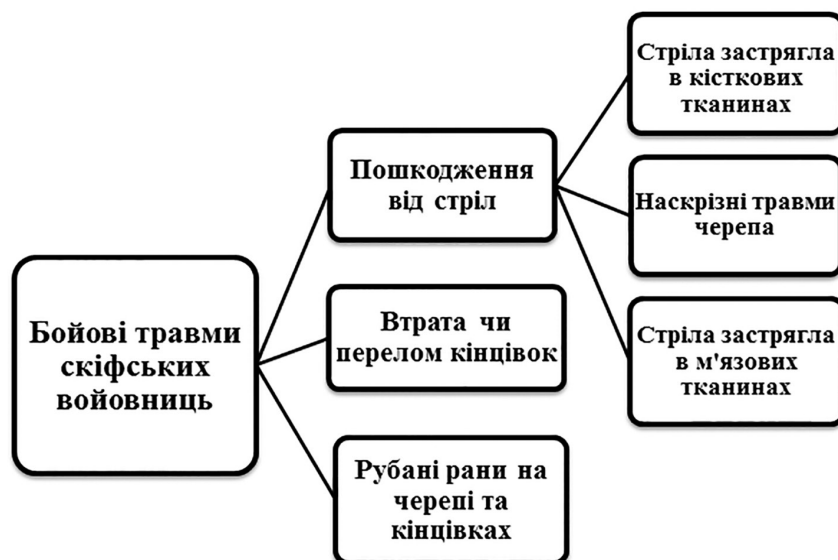 Бойові травми
скіфських
войовниць
Пошкодження
від стріл
Втрата чи
перелом кінцівок
Рубані рани на
черепі та
кінцівках
Стріла застрягла
в кісткових
тканинах
Наскрізні травми
черепа
Стріла застрягла
в м'язових
тканинах